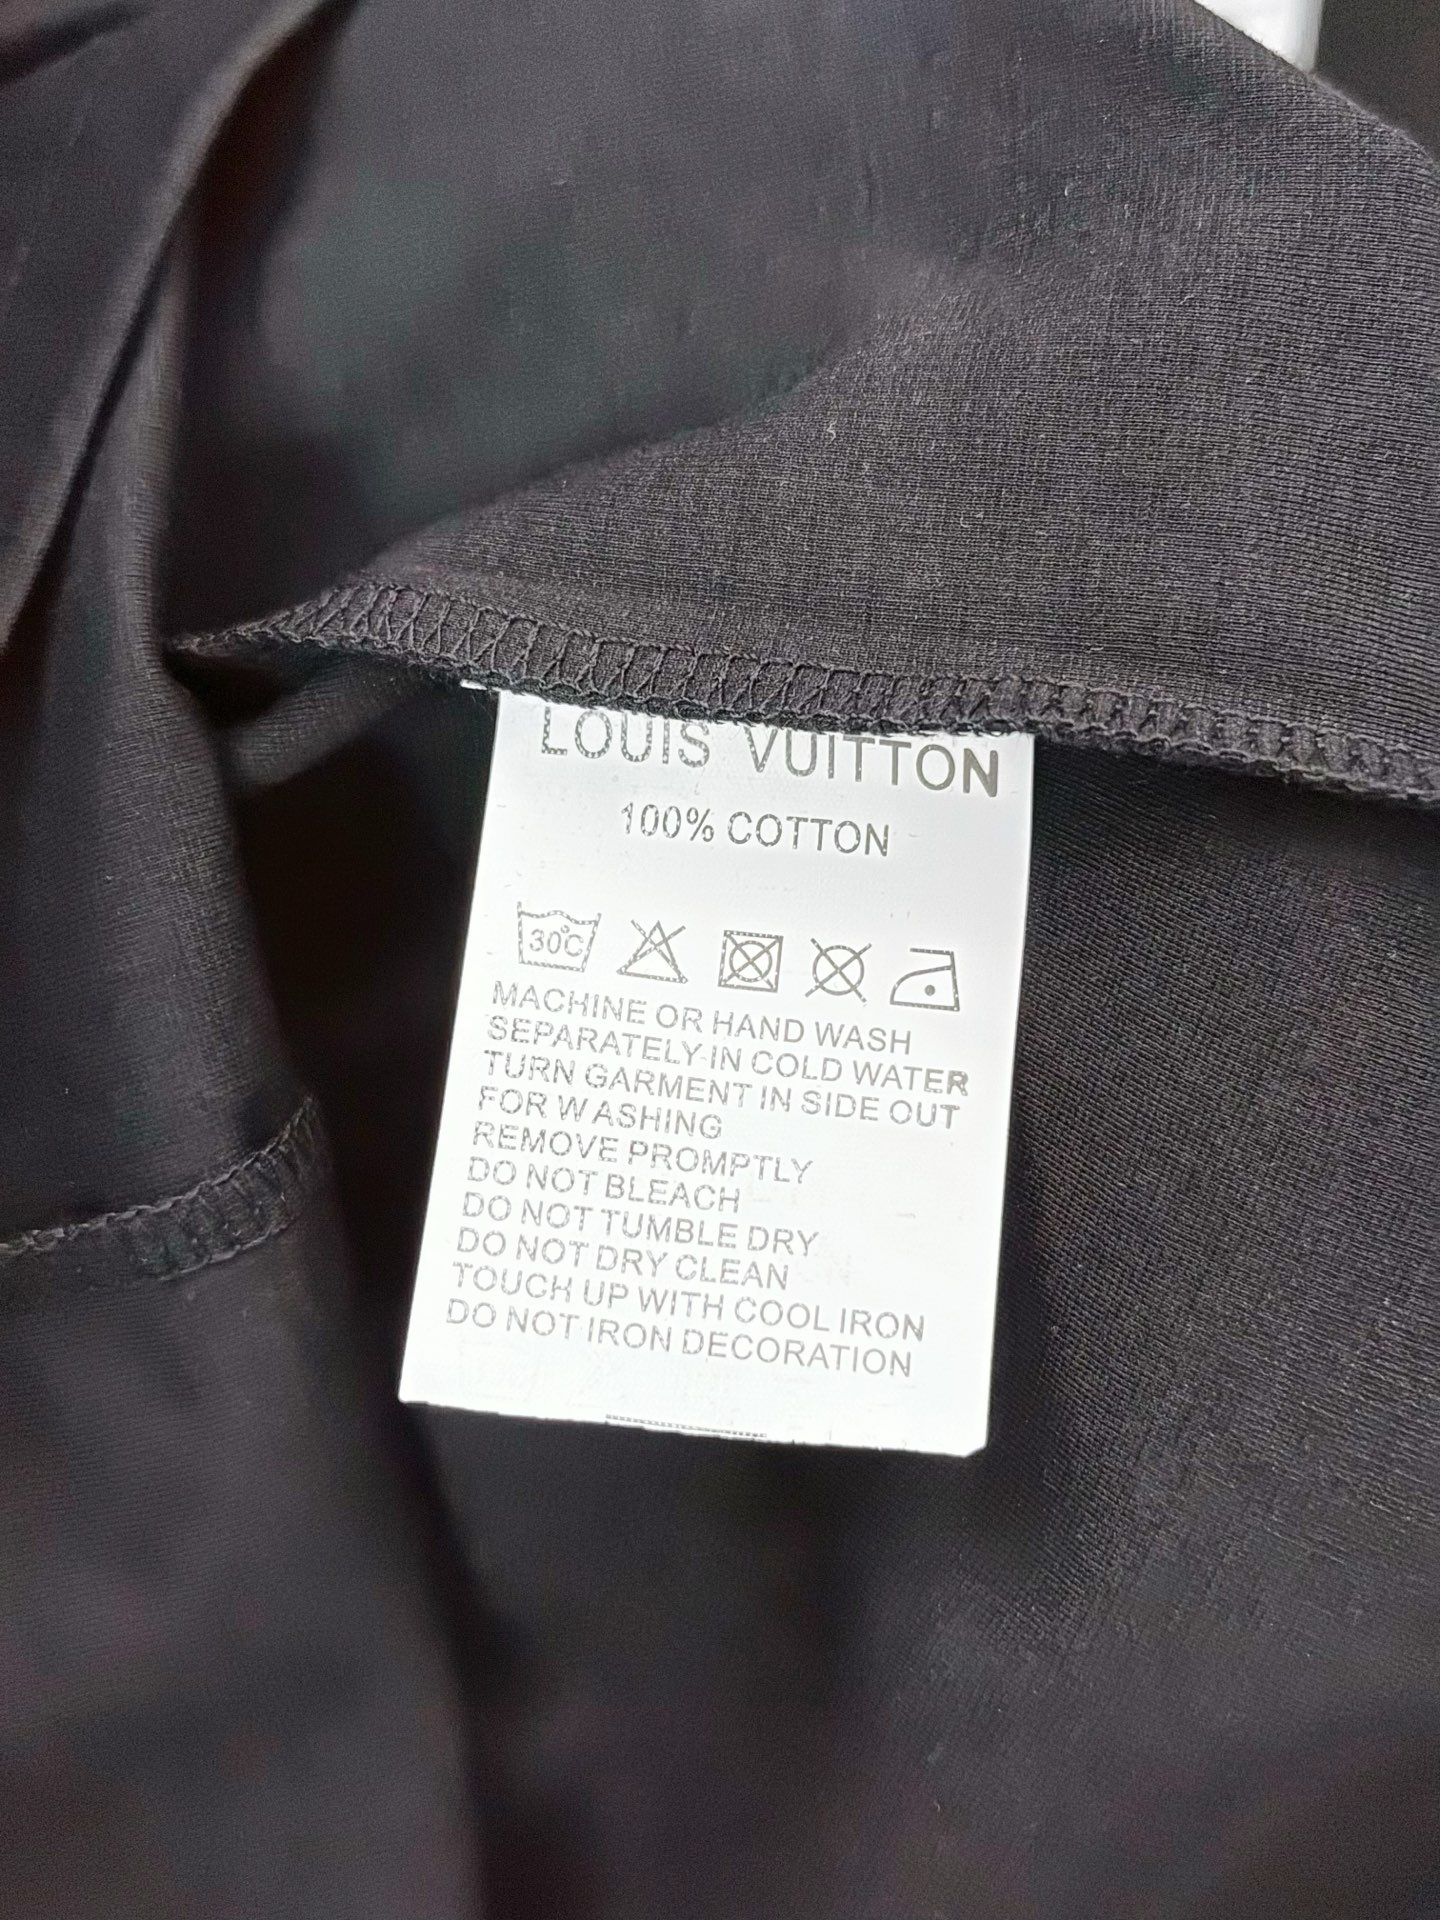 LOUIS VUITTON
100% COTTON
30°C
MACHINE OR HAND WASH
SEPARATELY-IN COLD WATER
TURN GARMENT IN SIDE OUT
FOR WASHING
REMOVE PROMPTLY
DO NOT BLEACH
DO NOT TUMBLE DRY
DO NOT DRY CLEAN
TOUCH UP WITH COOL IRON
DO NOT IRON DECORATION